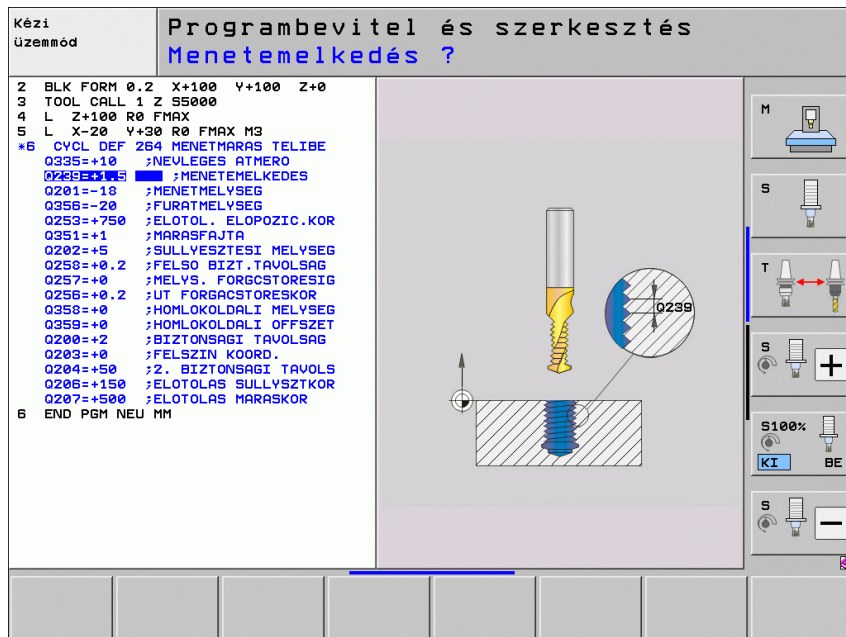 Kézi
üzemmód
Programbevitel és szerkesztés
Menetemelkedés ?
2 BLK FORM 0.2 X+100 Y+100 Z+0
3 TOOL CALL 1 Z S5000
4 L Z+100 R0 FMAX
5 L X-20 Y+30 R0 FMAX M3
*6 CYCL DEF 264 MENETMARAS TELIBE
Q335=+10 ;NEVLEGES ATMERO
Q239=+1.5 ;MENETEMELKEDES
Q201=-18 ;MENETMELYSEG
Q356=-20 ;FURATMELYSEG
Q253=+750 ;ELOTOL. ELOPOZIC.KOR
Q351=+1 ;MARASFAJTA
Q202=+5 ;SULLYESZTESI MELYSEG
Q258=+0.2 ;FELSO BIZT.TAVOLSAG
Q257=+0 ;MELYS. FORGCSTORESIG
Q256=+0.2 ;UT FORGACSTORESKOR
Q358=+0 ;HOMLOKOLDALI MELYSEG
Q359=+0 ;HOMLOKOLDALI OFFSZET
Q200=+2 ;BIZTONSAGI TAVOLSAG
Q203=+0 ;FELSZIN KOORD.
Q204=+50 ;2. BIZTONSAGI TAVOLS
Q206=+150 ;ELOTOLAS SULLYSZTKOR
Q207=+500 ;ELOTOLAS MARASKOR
6 END PGM NEU MM
Q239
M
S
T
S
S100%
KI BE
S